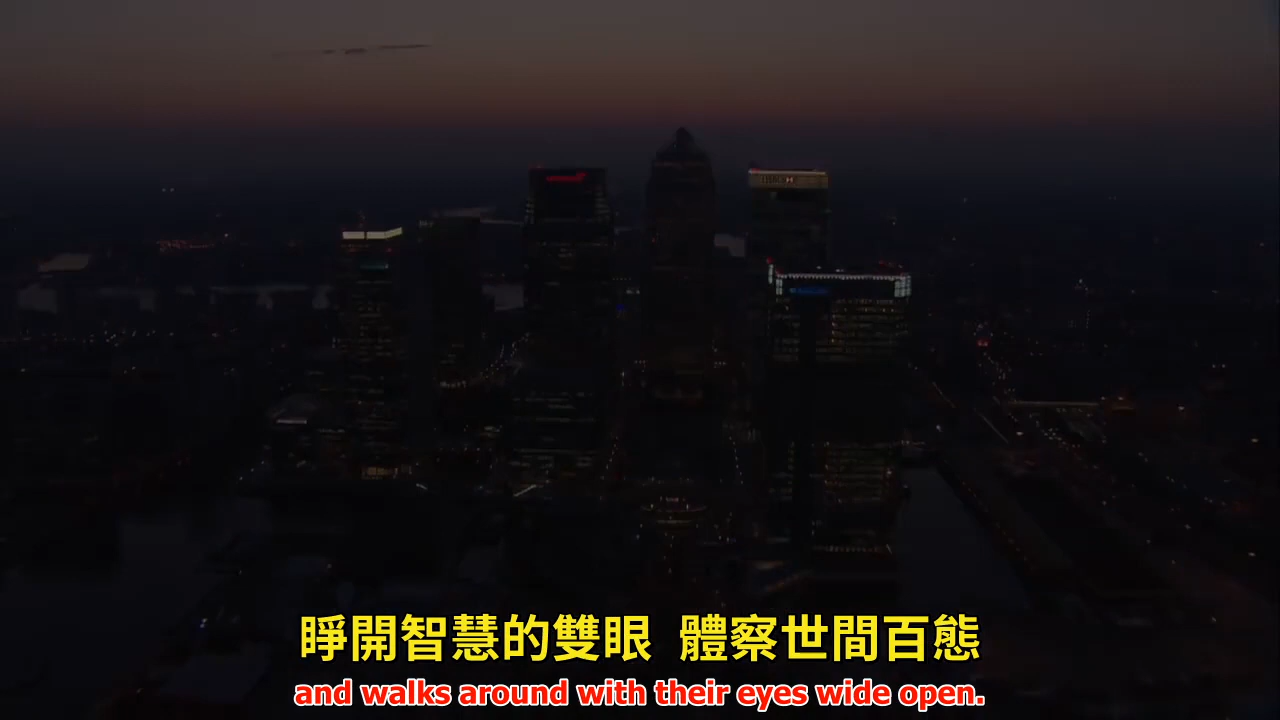 HSBC
睜開智慧的雙眼 體察世間百態
and walks around with their eyes wide open.